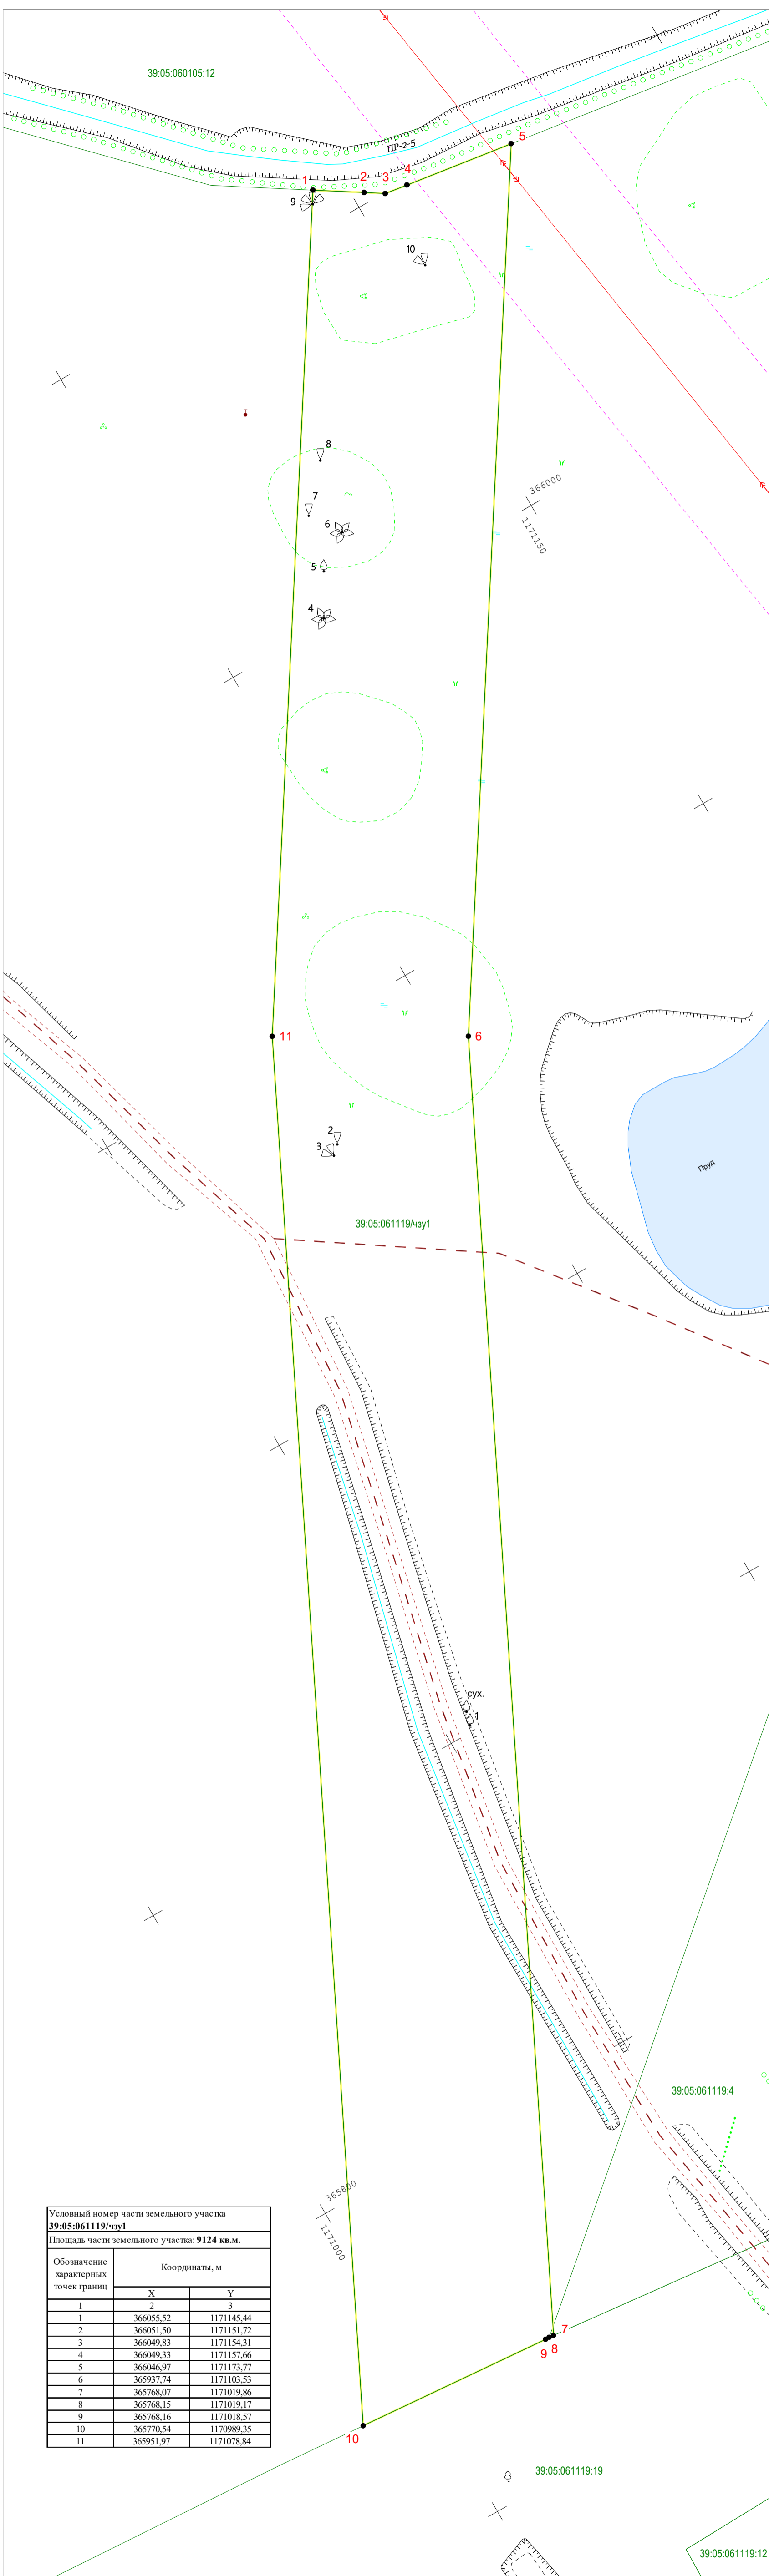 39:05:060105:12
ПР-2-5
5
1
2
3
4
9
10
8
7
366000
6
1171150
5
4
11
6
2
3
Пруд
39:05:061119/чзу1
сух.
1
39:05:061119:4
365800
1171000
Условный номер части земельного участка
39:05:061119/чзу1
Площадь части земельного участка: 9124 кв.м.
Обозначение характерных точек границ Координаты, м
X Y
1 2 3
1 366055,52 1171145,44
2 366051,50 1171151,72
3 366049,83 1171154,31
4 366049,33 1171157,66
5 366046,97 1171173,77
6 365937,74 1171103,53
7 365768,07 1171019,86
8 365768,15 1171019,17
9 365768,16 1171018,57
10 365770,54 1170989,35
11 365951,97 1171078,84
7
8
9
10
39:05:061119:19
39:05:061119:12